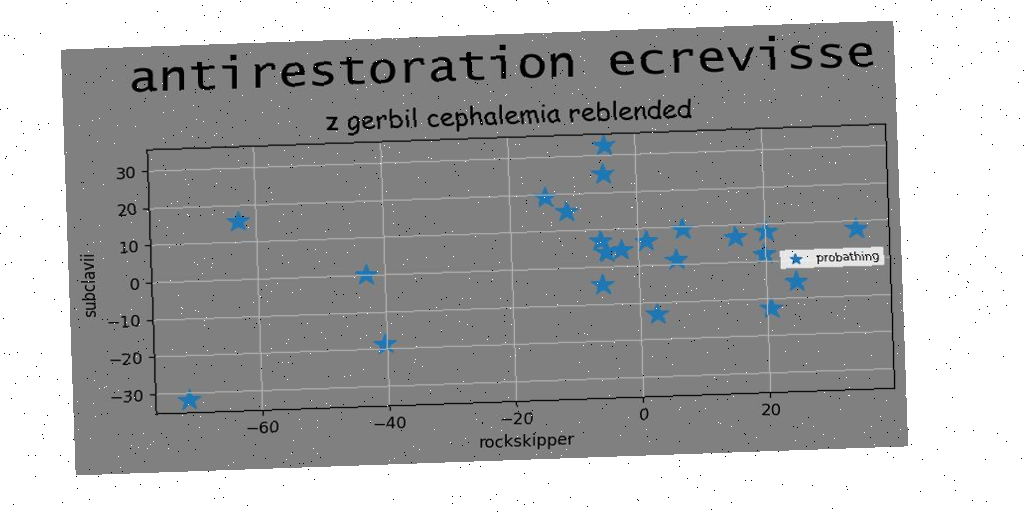 antirestoration ecrevisse
z gerbil cephalemia reblended
30
20
10
0
−10
−20
−30
subclavii
probathing
−60
−40
−20
0
20
rockskipper